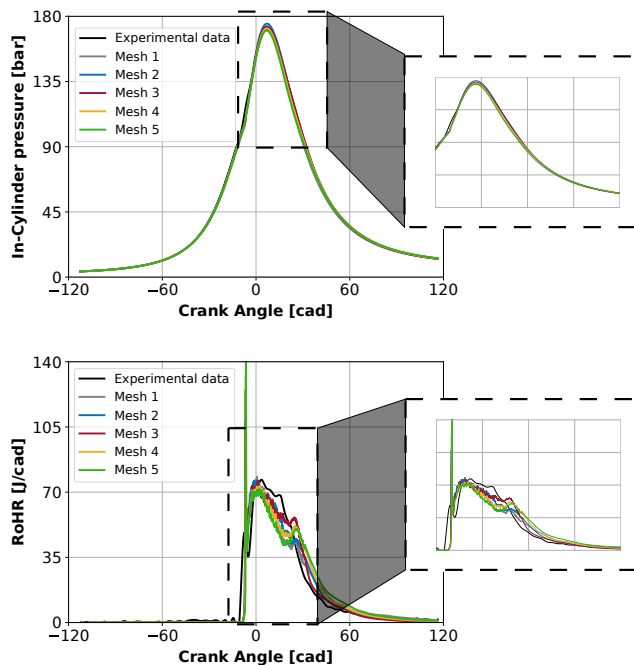 180
135
90
45
0
In-Cylinder pressure [bar]
Experimental data
Mesh 1
Mesh 2
Mesh 3
Mesh 4
Mesh 5
−120
−60
0
60
120
Crank Angle [cad]
140
105
70
35
0
RoHR [J/cad]
Experimental data
Mesh 1
Mesh 2
Mesh 3
Mesh 4
Mesh 5
−120
−60
0
60
120
Crank Angle [cad]